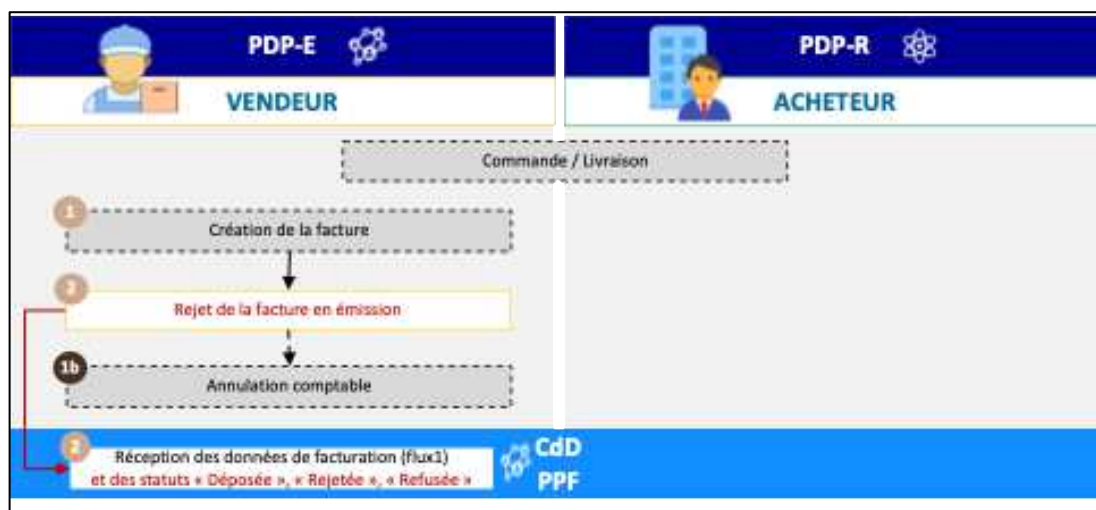 PDP-E
PDP-R
VENDEUR
ACHETEUR
Commande / Livraison
1
Création de la facture
2
Rejet de la facture en émission
1b
Annulation comptable
2
Réception des données de facturation (flux1)
et des statuts « Déposée », « Rejetée », « Refusée »
CdD
PPF